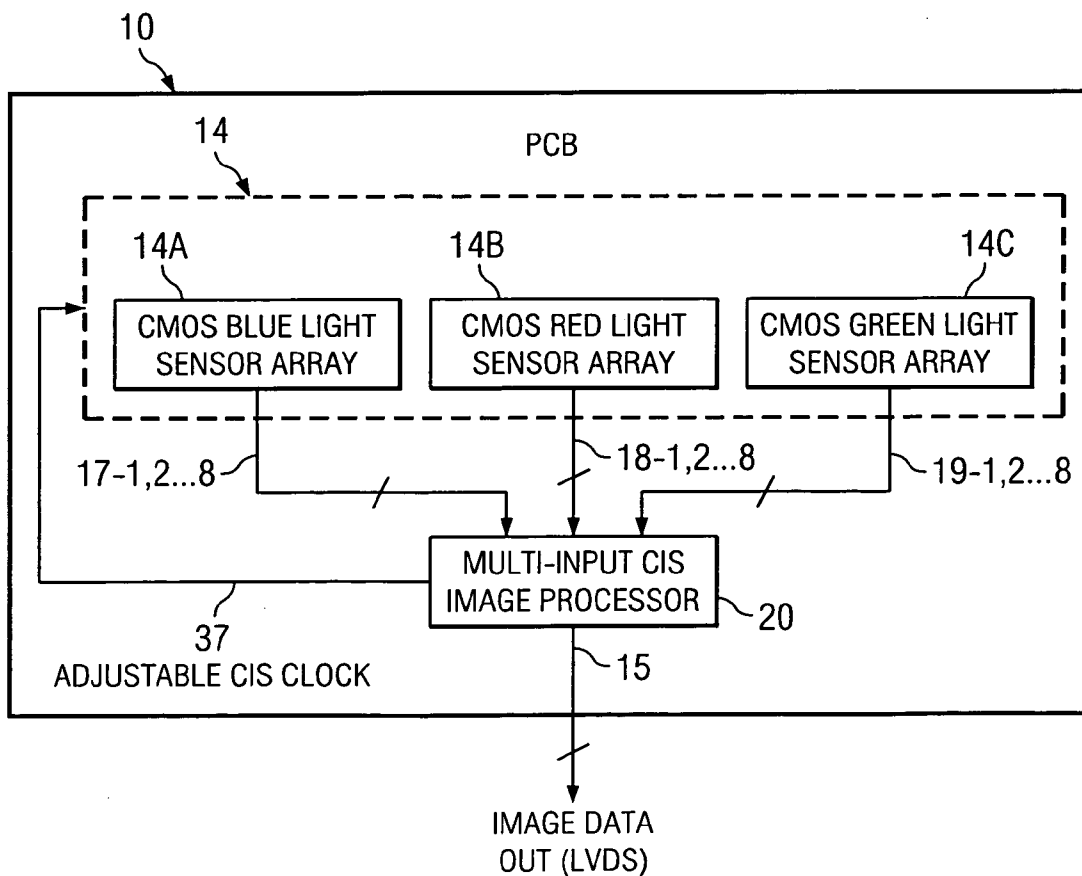 10
PCB
14
14A
14B
14C
CMOS BLUE LIGHT
SENSOR ARRAY
CMOS RED LIGHT
SENSOR ARRAY
CMOS GREEN LIGHT
SENSOR ARRAY
17-1,2...8
18-1,2...8
19-1,2...8
MULTI-INPUT CIS
IMAGE PROCESSOR
20
37
ADJUSTABLE CIS CLOCK
15
IMAGE DATA
OUT (LVDS)